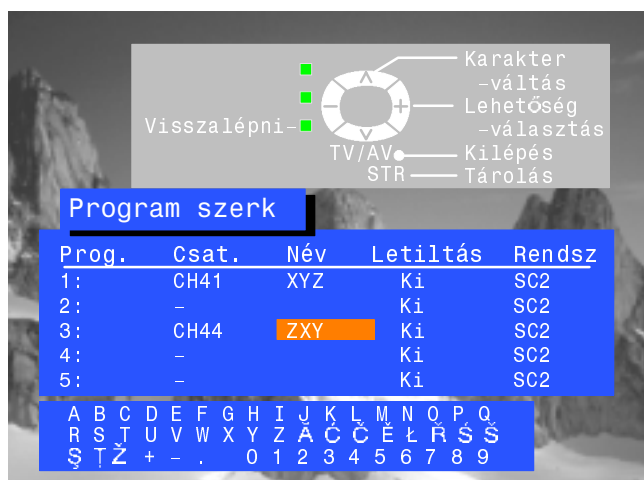 Karakter
–váltás
– + Lehetőség
Visszalépni– –választás
TV/AV Kilépés
STR Tárolás
Program szerk
Prog. Csat. Név Letiltás Rendsz
1: CH41 XYZ Ki SC2
2: – Ki SC2
3: CH44 ZXY Ki SC2
4: – Ki SC2
5: – Ki SC2
A B C D E F G H I J K L M N O P Q
R S T U V W X Y Z Ă Ć Č Ě Ł Ř Ś Š
Ş Ţ Ž + – . 0 1 2 3 4 5 6 7 8 9